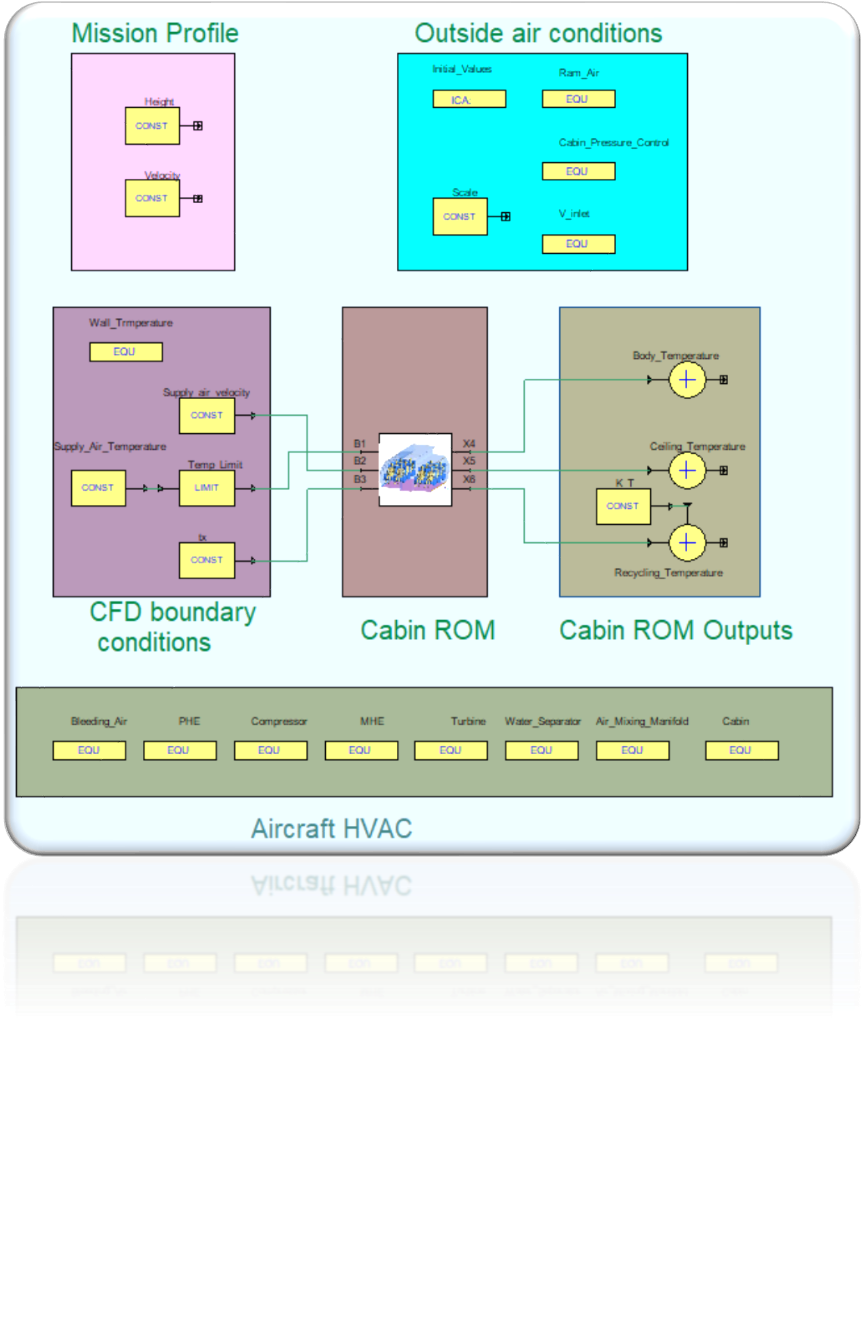 Mission Profile
Height
CONST
Velocity
CONST
Outside air conditions
Initial_Values
ICA.
Ram_Air
EQU
Cabin_Pressure_Control
EQU
Scale
CONST
V_inlet
EQU
Wall_Trmperature
EQU
Supply_air_velocity
CONST
Supply_Air_Temperature
CONST
Temp_Limit
LIMIT
tx
CONST
CFD boundary
conditions
B1
B2
B3
X4
X5
X6
Cabin ROM
Body_Temperature
Ceiling_Temperature
K_T
CONST
Recycling_Temperature
Cabin ROM Outputs
Bleeding_Air PHE Compressor MHE Turbine Water_Separator Air_Mixing_Manifold Cabin
EQU EQU EQU EQU EQU EQU EQU EQU
Aircraft HVAC